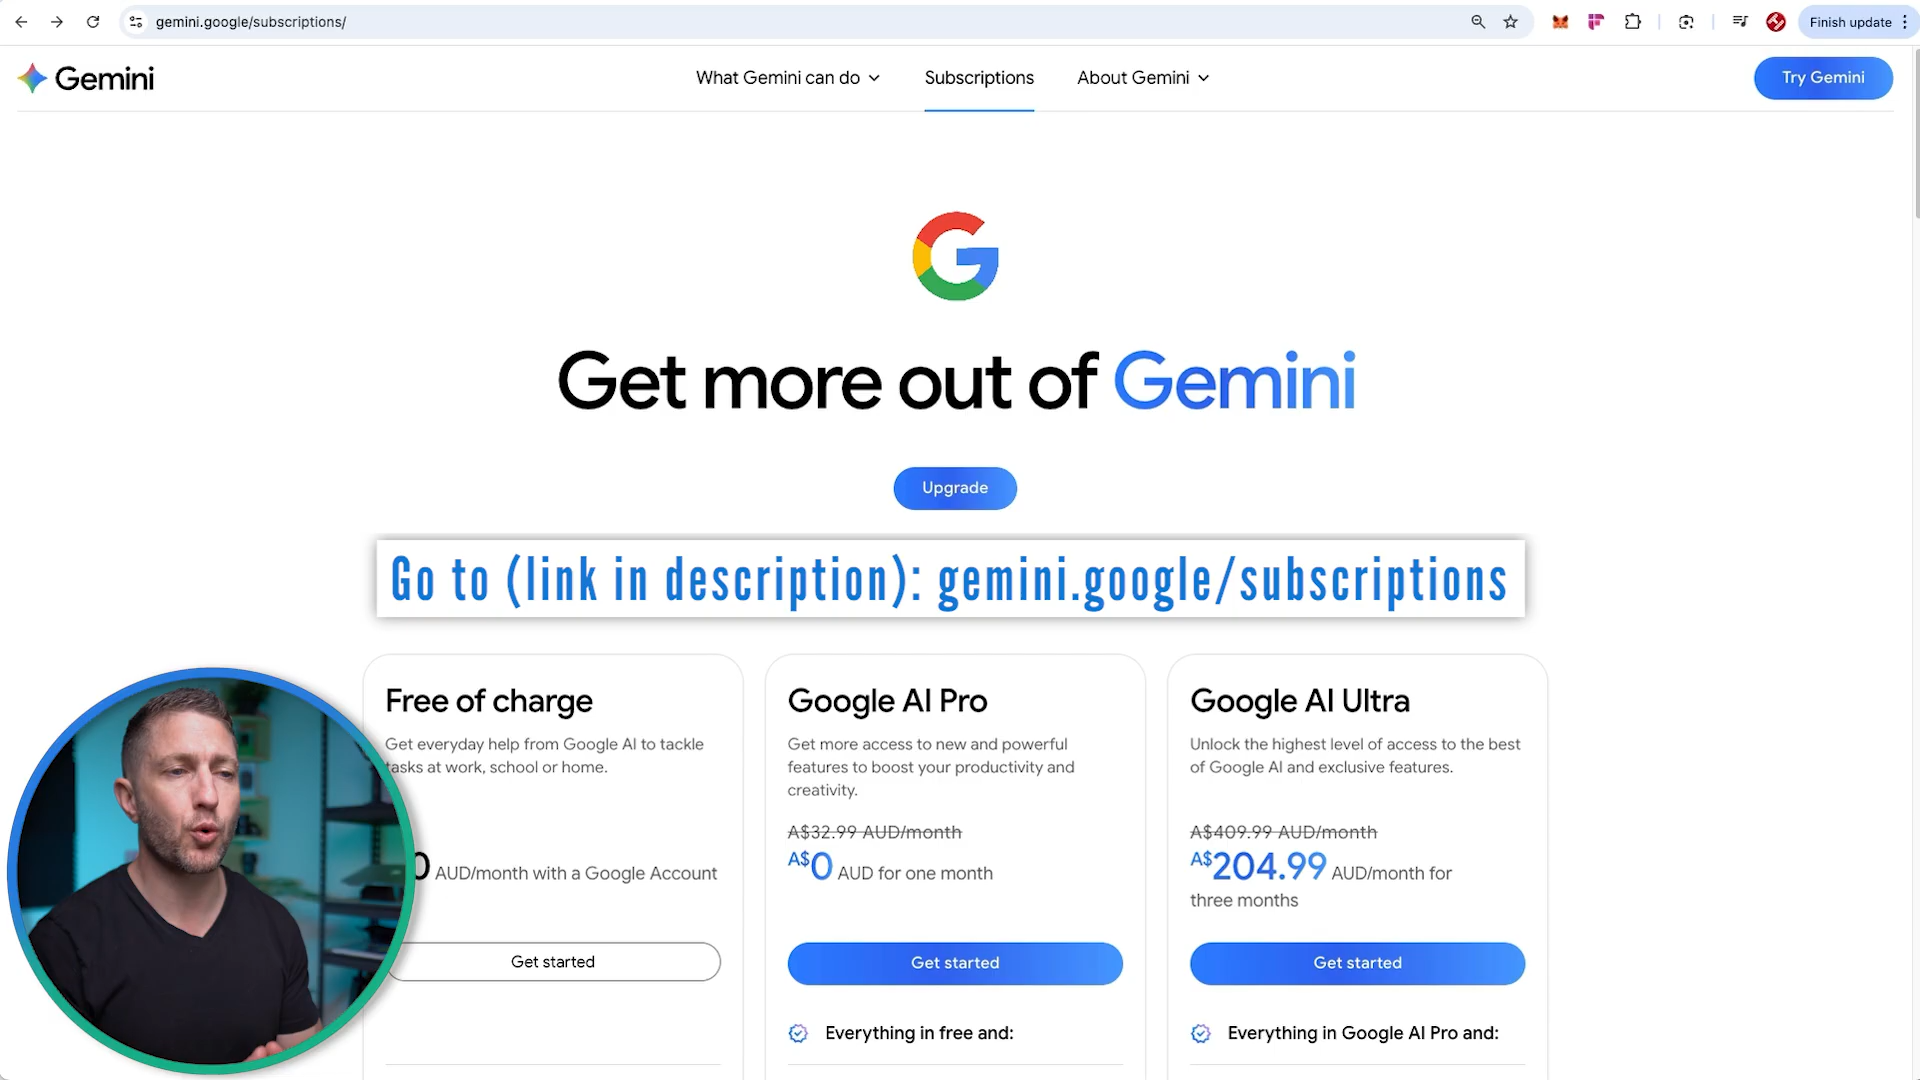 gemini.google/subscriptions/
Finish update
Gemini
What Gemini can do
Subscriptions
About Gemini
Try Gemini
Get more out of Gemini
Upgrade
Go to (link in description): gemini.google/subscriptions
Free of charge
Get everyday help from Google AI to tackle
tasks at work, school or home.
0 AUD/month with a Google Account
Get started
Google AI Pro
Get more access to new and powerful
features to boost your productivity and
creativity.
A$32.99 AUD/month
A$0 AUD for one month
Get started
Everything in free and:
Google AI Ultra
Unlock the highest level of access to the best
of Google AI and exclusive features.
A$409.99 AUD/month
A$204.99 AUD/month for
three months
Get started
Everything in Google AI Pro and: